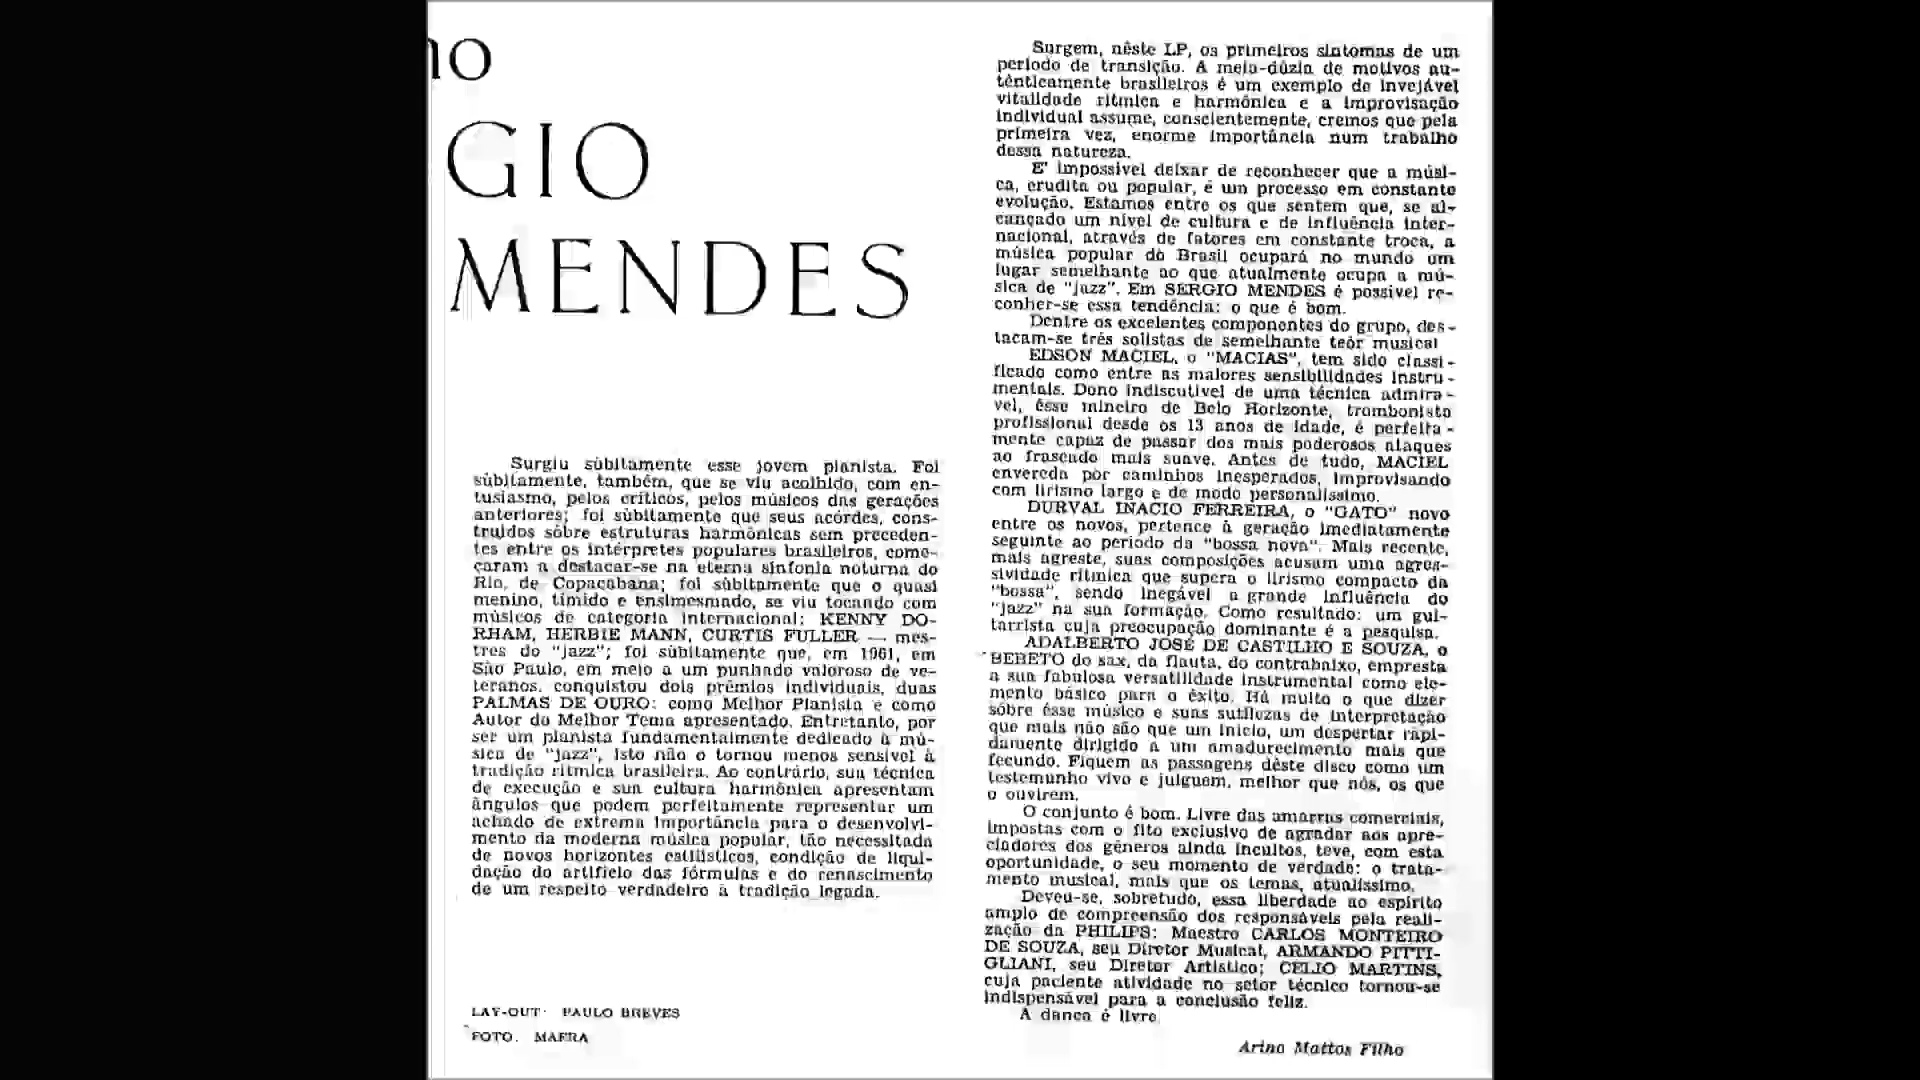 no
GIO
MENDES
Surgiu sùbitamente esse jovem pianista. Foi
sùbitamente, também, que se viu acolhido, com en-
tusiasmo, pelos críticos, pelos músicos das gerações
anteriores; foi sùbitamente que seus acórdes, cons-
truídos sôbre estruturas harmônicas sem preceden-
tes entre os intérpretes populares brasileiros, come-
çaram a destacar-se na eterna sinfonia noturna do
Rio, de Copacabana; foi sùbitamente que o quasi
menino, tímido e ensimesmado, se viu tocando com
músicos de categoria internacional: KENNY DO-
RHAM, HERBIE MANN, CURTIS FULLER — mes-
tres do "jazz"; foi sùbitamente que, em 1961, em
São Paulo, em meio a um punhado valoroso de ve-
teranos, conquistou dois prêmios individuais, duas
PALMAS DE OURO: como Melhor Pianista e como
Autor do Melhor Tema apresentado. Entretanto, por
ser um pianista fundamentalmente dedicado à mú-
sica de "jazz", isto não o tornou menos sensível à
tradição rítmica brasileira. Ao contrário, sua técnica
de execução e sua cultura harmônica apresentam
ângulos que podem perfeitamente representar um
achado de extrema importância para o desenvolvi-
mento da moderna música popular, tão necessitada
de novos horizontes estilísticos, condição de liqui-
dação do artifício das fórmulas e do renascimento
de um respeito verdadeiro à tradição legada.
LAY-OUT: PAULO BREVES
FOTO. MAFRA
Surgem, nêste LP, os primeiros sintomas de um
período de transição. A meia-dúzia de motivos au-
tênticamente brasileiros é um exemplo de invejável
vitalidade rítmica e harmônica e a improvisação
individual assume, conscientemente, cremos que pela
primeira vez, enorme importância num trabalho
dessa natureza.
E' impossível deixar de reconhecer que a músi-
ca, erudita ou popular, é un processo em constante
evolução. Estamos entre os que sentem que, se al-
cançado um nível de cultura e de influência inter-
nacional, através de fatores em constante troca, a
música popular do Brasil ocupará no mundo um
lugar semelhante ao que atualmente ocupa a mú-
sica de "jazz". Em SÉRGIO MENDES é possível re-
conher-se essa tendência: o que é bom.
Dentre os excelentes componentes do grupo, des-
tacam-se três solistas de semelhante teôr musical
EDSON MACIEL, o "MACIAS", tem sido classi-
ficado como entre as maiores sensibilidades instru-
mentais. Dono indiscutível de uma técnica admirá-
vel, êsse mineiro de Belo Horizonte, trombonista
profissional desde os 13 anos de idade, é perfeita-
mente capaz de passar dos mais poderosos ataques
ao fraseado mais suave. Antes de tudo, MACIEL
envereda por caminhos inesperados, improvisando
com lirismo largo e de modo personalíssimo.
DURVAL INACIO FERREIRA, o "GATO" novo
entre os novos, pertence à geração imediatamente
seguinte ao período da "bossa nova". Mais recente,
mais agreste, suas composições acusam uma agres-
sividade rítmica que supera o lirismo compacto da
"bossa", sendo inegável a grande influência do
"jazz" na sua formação. Como resultado: um gui-
tarrista cuja preocupação dominante é a pesquisa.
ADALBERTO JOSÉ DE CASTILHO E SOUZA, o
BEBETO do sax, da flauta, do contrabaixo, empresta
a sua fabulosa versatilidade instrumental como ele-
mento básico para o êxito. Há muito o que dizer
sôbre êsse músico e suas sutilezas de interpretação
que mais não são que um início, um despertar ràpi-
damente dirigido a um amadurecimento mais que
fecundo. Fiquem as passagens dêste disco como um
testemunho vivo e julguem, melhor que nós, os que
o ouvirem.
O conjunto é bom. Livre das amarras comerciais,
impostas com o fito exclusivo de agradar aos apre-
ciadores dos gêneros ainda incultos, teve, com esta
oportunidade, o seu momento de verdade: o trata-
mento musical, mais que os temas, atualíssimo.
Deveu-se, sobretudo, essa liberdade ao espírito
amplo de compreensão dos responsáveis pela reali-
zação da PHILIPS: Maestro CARLOS MONTEIRO
DE SOUZA, seu Diretor Musical, ARMANDO PITTI-
GLIANI, seu Diretor Artístico; CELIO MARTINS,
cuja paciente atividade no setor técnico tornou-se
indispensável para a conclusão feliz.
A dança é livre
Arino Mattos Filho